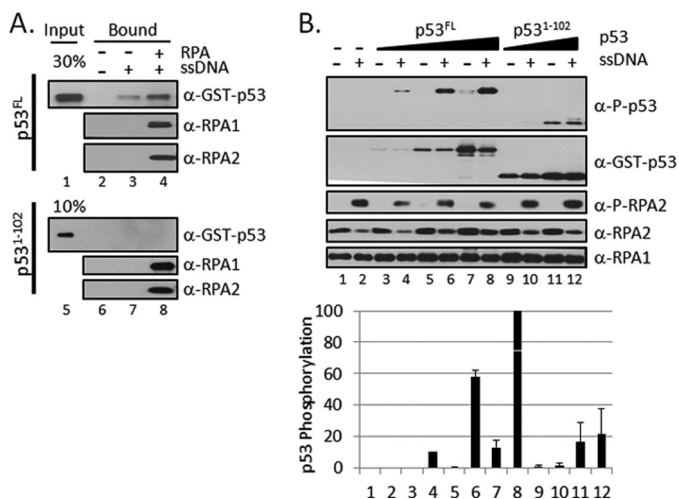 A.
Input
Bound
RPA
- + + ssDNA
+
30%
p53FL
α-GST-p53
α-RPA1
α-RPA2
1 2 3 4
p531-102
10%
α-GST-p53
α-RPA1
α-RPA2
5 6 7 8
B.
p53FL
p531-102
p53
- -
- + - + - + - + - + ssDNA
α-P-p53
α-GST-p53
α-P-RPA2
α-RPA2
α-RPA1
1 2 3 4 5 6 7 8 9 10 11 12
p53 Phosphorylation
100
80
60
40
20
0
1 2 3 4 5 6 7 8 9 10 11 12